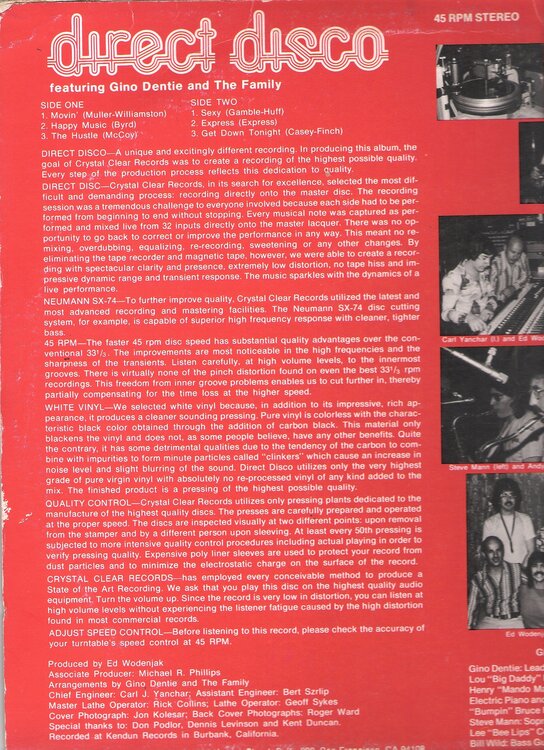 45 RPM STEREO
direct disco
featuring Gino Dentie and The Family
SIDE ONE
1. Movin' (Muller-Williamston)
2. Happy Music (Byrd)
3. The Hustle (McCoy)
SIDE TWO
1. Sexy (Gamble-Huff)
2. Express (Express)
3. Get Down Tonight (Casey-Finch)
DIRECT DISCO—A unique and excitingly different recording. In producing this album, the
goal of Crystal Clear Records was to create a recording of the highest possible quality.
Every step of the production process reflects this dedication to quality.
DIRECT DISC—Crystal Clear Records, in its search for excellence, selected the most dif-
ficult and demanding process: recording directly onto the master disc. The recording
session was a tremendous challenge to everyone involved because each side had to be per-
formed from beginning to end without stopping. Every musical note was captured as per-
formed and mixed live from 32 inputs directly onto the master lacquer. There was no op-
portunity to go back to correct or improve the performance in any way. This meant no re-
mixing, overdubbing, equalizing, re-recording, sweetening or any other changes. By
eliminating the tape recorder and magnetic tape, however, we were able to create a recor-
ding with spectacular clarity and presence, extremely low distortion, no tape hiss and im-
pressive dynamic range and transient response. The music sparkles with the dynamics of a
live performance.
NEUMANN SX-74—To further improve quality, Crystal Clear Records utilized the latest and
most advanced recording and mastering facilities. The Neumann SX-74 disc cutting
system, for example, is capable of superior high frequency response with cleaner, tighter
bass.
45 RPM—The faster 45 rpm disc speed has substantial quality advantages over the con-
ventional 33⅓. The improvements are most noticeable in the high frequencies and the
sharpness of the transients. Listen carefully, at high volume levels, to the innermost
grooves. There is virtually none of the pinch distortion found on even the best 33⅓ rpm
recordings. This freedom from inner groove problems enables us to cut further in, thereby
partially compensating for the time loss at the higher speed.
WHITE VINYL—We selected white vinyl because, in addition to its impressive, rich ap-
pearance, it produces a cleaner sounding pressing. Pure vinyl is colorless with the charac-
teristic black color obtained through the addition of carbon black. This material only
blackens the vinyl and does not, as some people believe, have any other benefits. Quite
the contrary, it has some detrimental qualities due to the tendency of the carbon to com-
bine with impurities to form minute particles called "clinkers" which cause an increase in
noise level and slight blurring of the sound. Direct Disco utilizes only the very highest
grade of pure virgin vinyl with absolutely no re-processed vinyl of any kind added to the
mix. The finished product is a pressing of the highest possible quality.
QUALITY CONTROL—Crystal Clear Records utilizes only pressing plants dedicated to the
manufacture of the highest quality discs. The presses are carefully prepared and operated
at the proper speed. The discs are inspected visually at two different points: upon removal
from the stamper and by a different person upon sleeving. At least every 50th pressing is
subjected to more intensive quality control procedures including actual playing in order to
verify pressing quality. Expensive poly liner sleeves are used to protect your record from
dust particles and to minimize the electrostatic charge on the surface of the record.
CRYSTAL CLEAR RECORDS—has employed every conceivable method to produce a
State of the Art Recording. We ask that you play this disc on the highest quality audio
equipment. Turn the volume up. Since the record is very low in distortion, you can listen at
high volume levels without experiencing the listener fatigue caused by the high distortion
found in most commercial records.
ADJUST SPEED CONTROL—Before listening to this record, please check the accuracy of
your turntable's speed control at 45 RPM.
Produced by Ed Wodenjak
Associate Producer: Michael R. Phillips
Arrangements by Gino Dentie and The Family
Chief Engineer: Carl J. Yanchar; Assistant Engineer: Bert Szrlip
Master Lathe Operator: Rick Collins; Lathe Operator: Geoff Sykes
Cover Photograph: Jon Kolesar; Back Cover Photographs: Roger Ward
Special thanks to: Don Podlor, Dennis Levinson and Kent Duncan.
Recorded at Kendun Recorders in Burbank, California.
Carl Yanchar (l.) and Ed Wo
Steve Mann (left) and Andy
Ed Wodenjak
G
Gino Dentie: Lead
Lou "Big Daddy"
Henry "Mando Ma
Electric Piano and
"Bumpin" Bruce
Steve Mann: Sopr
Lee "Bee Lips" C
Bill Wild: Bass Gu
San Francisco, CA